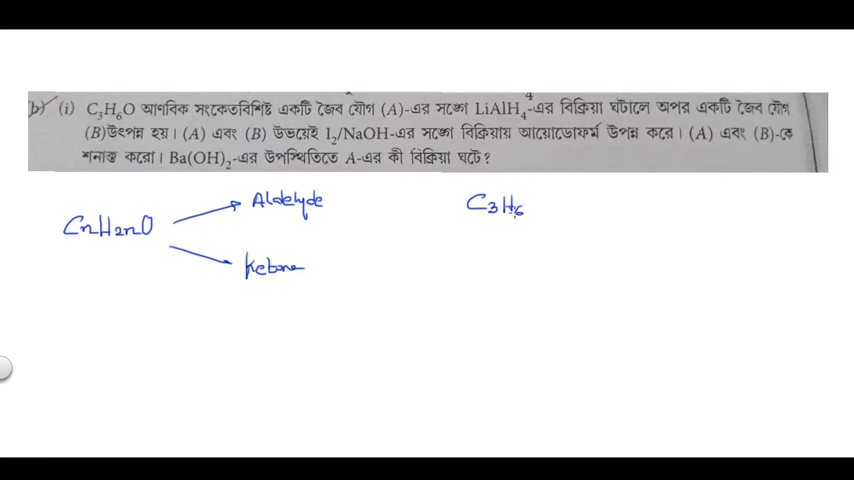 (b) (i) C₃H₆O আণবিক সংকেতবিশিষ্ট একটি জৈব যৌগ (A)-এর সঙ্গে LiAlH₄-এর বিক্রিয়া ঘটালে অপর একটি জৈব যৌগ
(B) উৎপন্ন হয়। (A) এবং (B) উভয়েই I₂/NaOH-এর সঙ্গে বিক্রিয়ায় আয়োডোফর্ম উৎপন্ন করে। (A) এবং (B)-কে
শনাক্ত করো। Ba(OH)₂-এর উপস্থিতিতে A-এর কী বিক্রিয়া ঘটে?
Aldehyde
CnH2nO
C3H6
Ketone